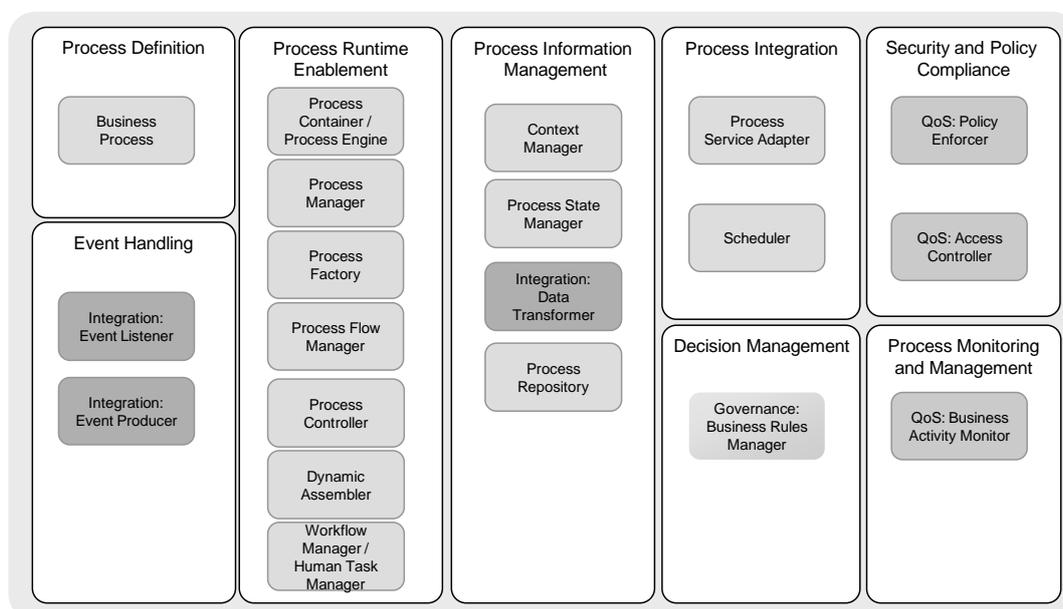 Process Definition
Business
Process
Event Handling
Integration:
Event Listener
Integration:
Event Producer
Process Runtime
Enablement
Process
Container /
Process Engine
Process
Manager
Process
Factory
Process Flow
Manager
Process
Controller
Dynamic
Assembler
Workflow
Manager /
Human Task
Manager
Process Information
Management
Context
Manager
Process State
Manager
Integration:
Data
Transformer
Process
Repository
Process Integration
Process
Service Adapter
Scheduler
Decision Management
Governance:
Business Rules
Manager
Security and Policy
Compliance
QoS: Policy
Enforcer
QoS: Access
Controller
Process Monitoring
and Management
QoS: Business
Activity Monitor